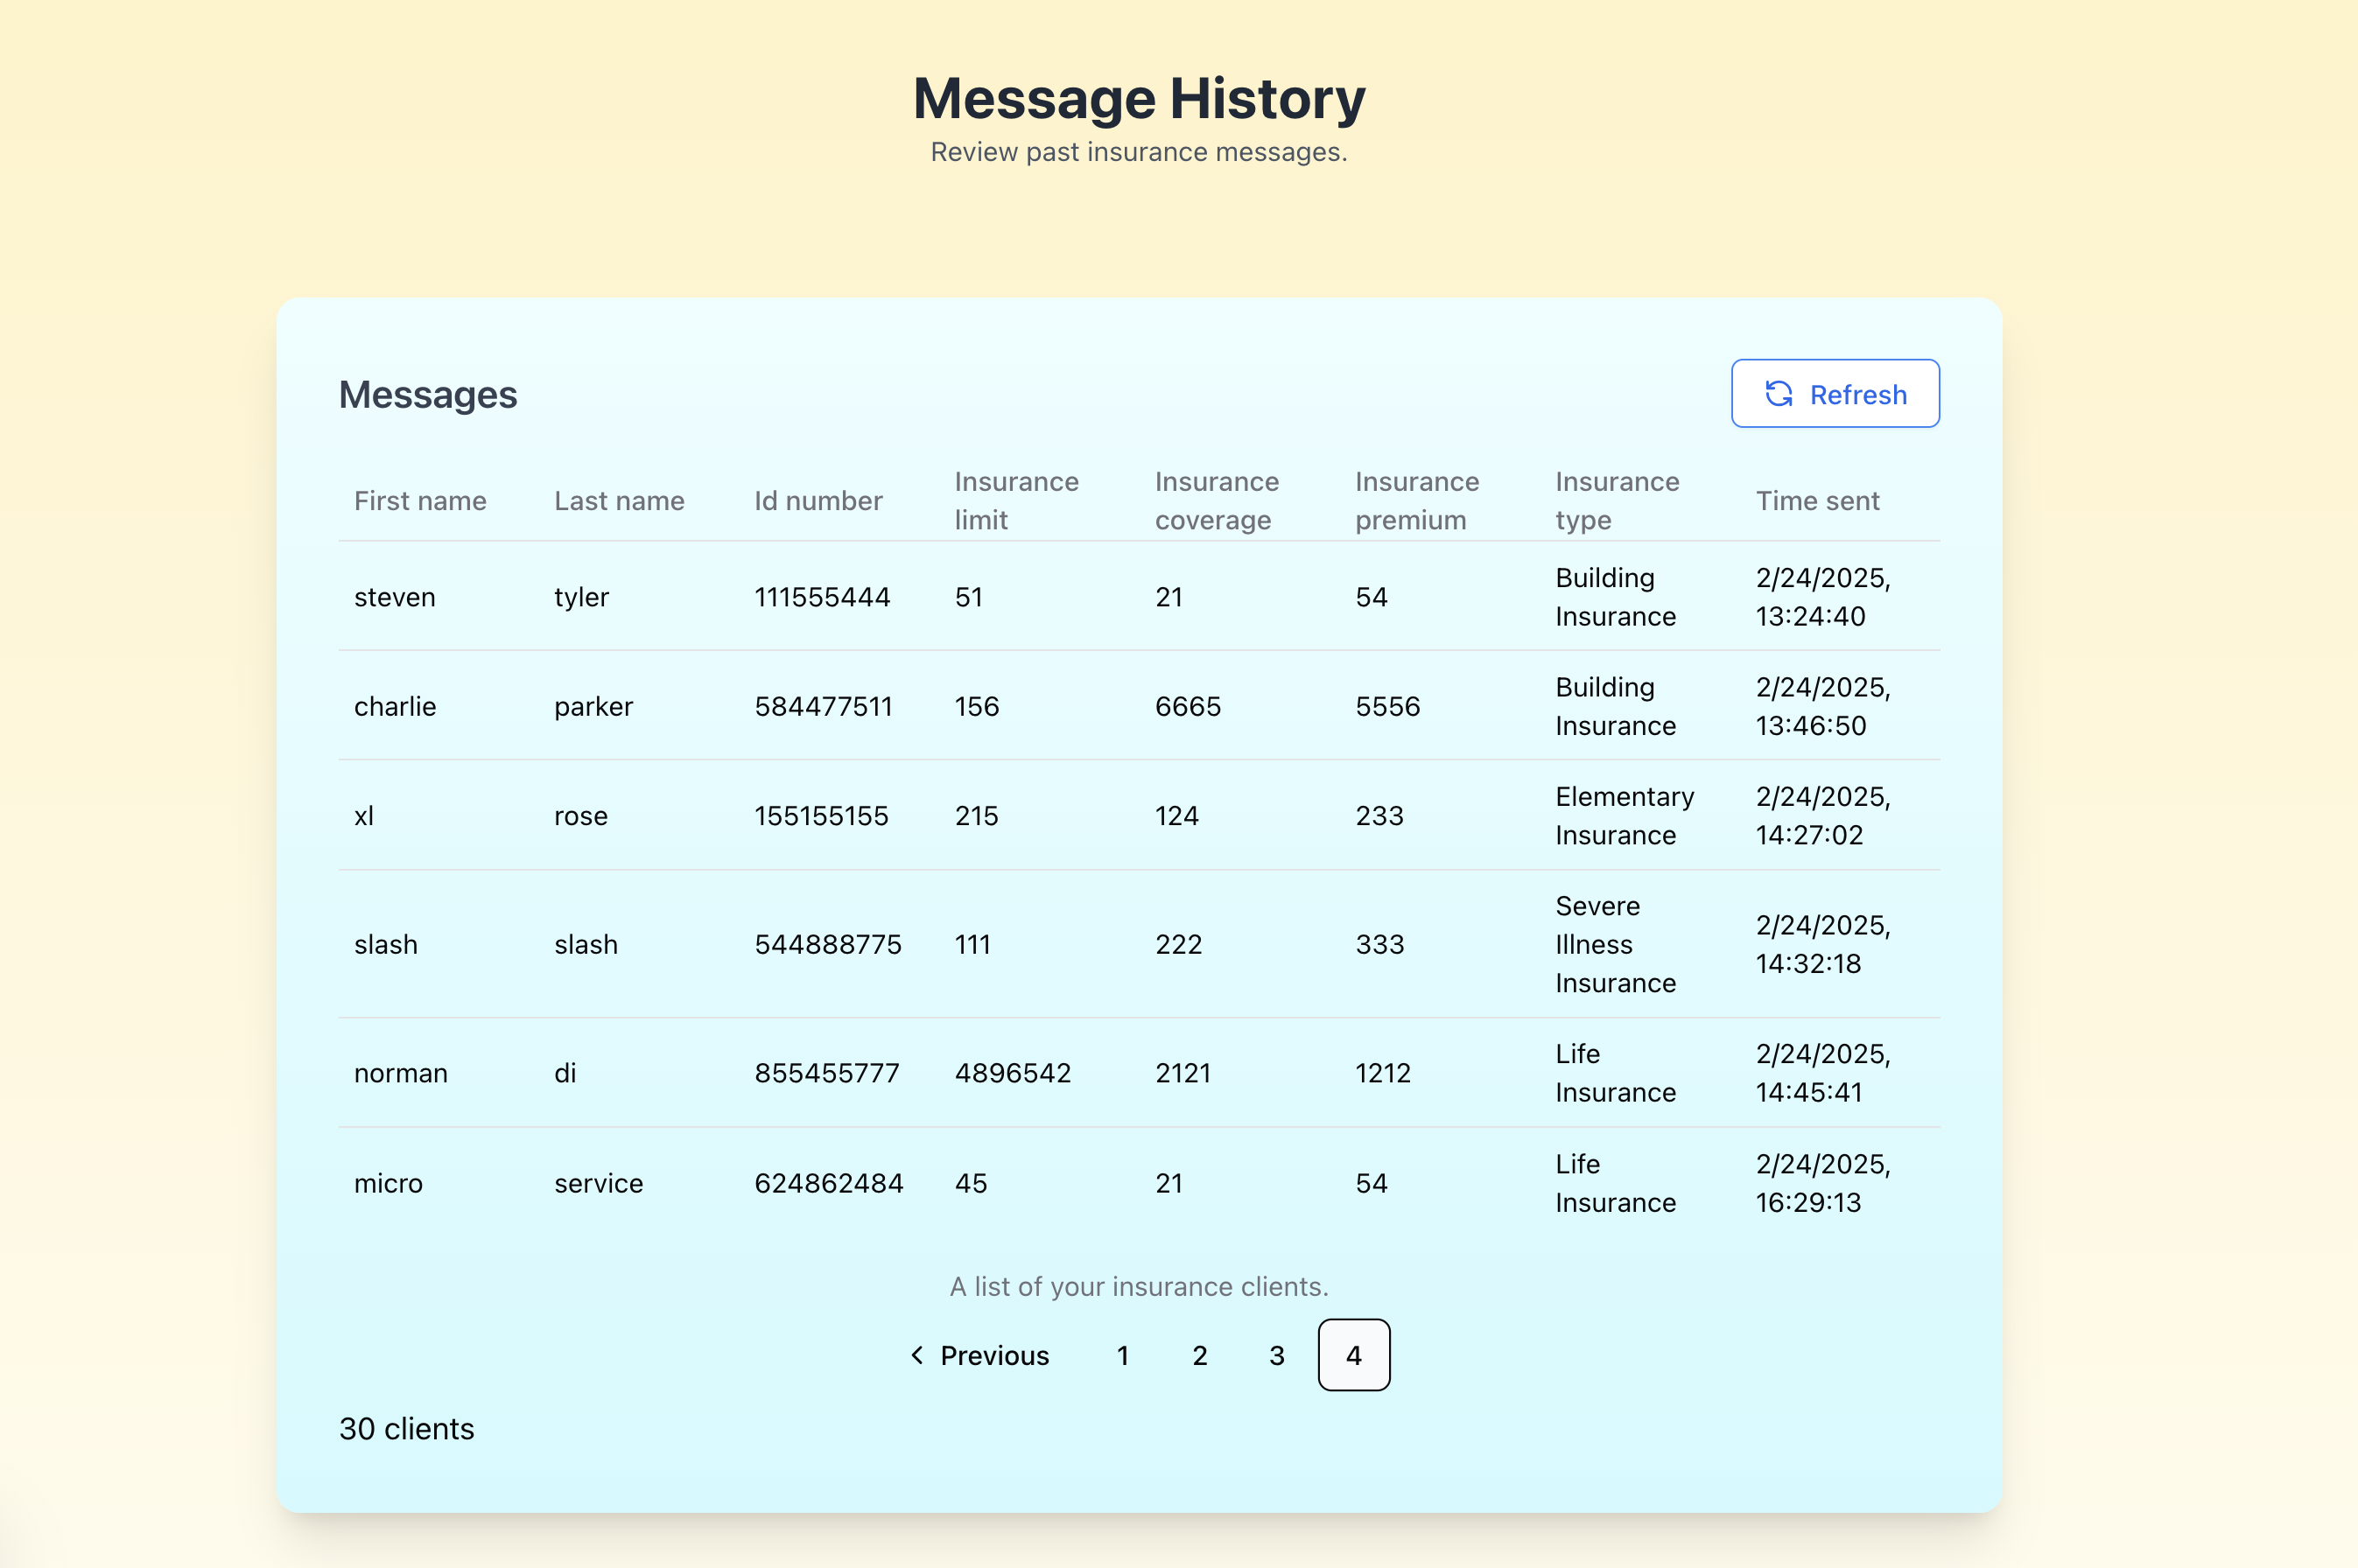 Message History
Review past insurance messages.
Messages
Refresh
First name Last name Id number Insurance limit Insurance coverage Insurance premium Insurance type Time sent
steven tyler 111555444 51 21 54 Building Insurance 2/24/2025, 13:24:40
charlie parker 584477511 156 6665 5556 Building Insurance 2/24/2025, 13:46:50
xl rose 155155155 215 124 233 Elementary Insurance 2/24/2025, 14:27:02
slash slash 544888775 111 222 333 Severe Illness Insurance 2/24/2025, 14:32:18
norman di 855455777 4896542 2121 1212 Life Insurance 2/24/2025, 14:45:41
micro service 624862484 45 21 54 Life Insurance 2/24/2025, 16:29:13
A list of your insurance clients.
Previous 1 2 3 4
30 clients